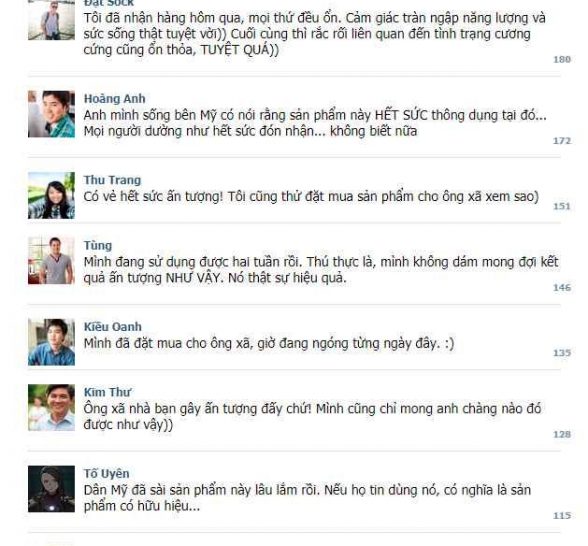 Đạt Sock
Tôi đã nhận hàng hôm qua, mọi thứ đều ổn. Cảm giác tràn ngập năng lượng và
sức sống thật tuyệt vời)) Cuối cùng thì rắc rối liên quan đến tình trạng cương
cứng cũng ổn thỏa, TUYỆT QUÁ))
180
Hoảng Anh
Anh mình sống bên Mỹ có nói rằng sản phẩm này HẾT SỨC thông dụng tại đó...
Mọi người dường như hết sức đón nhận... không biết nữa
172
Thu Trang
Có vẻ hết sức ấn tượng! Tôi cũng thử đặt mua sản phẩm cho ông xã xem sao)
151
Tùng
Mình đang sử dụng được hai tuần rồi. Thú thực là, mình không dám mong đợi kết
quả ấn tượng NHƯ VẬY. Nó thật sự hiệu quả.
146
Kiều Oanh
Mình đã đặt mua cho ông xã, giờ đang ngóng từng ngày đây. :)
135
Kim Thư
Ông xã nhà bạn gây ấn tượng đấy chứ! Mình cũng chỉ mong anh chàng nào đó
được như vậy))
128
Tố Uyên
Dân Mỹ đã sài sản phẩm này lâu lắm rồi. Nếu họ tin dùng nó, có nghĩa là sản
phẩm có hữu hiệu...
115